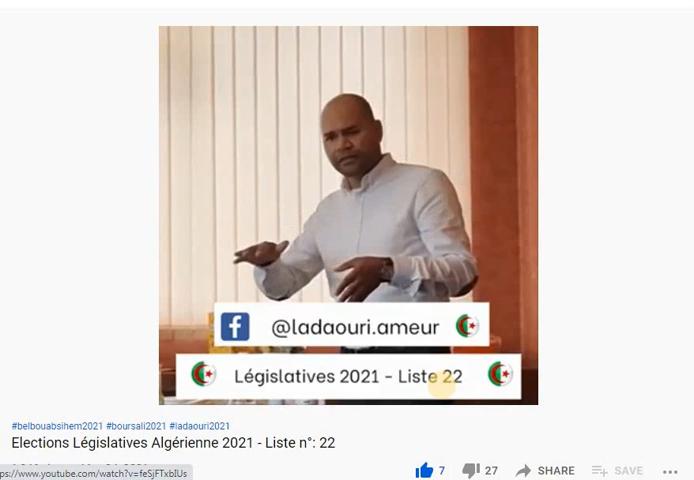 @ladaouri.ameur
Législatives 2021 - Liste 22
#belbouabsihem2021 #boursali2021 #ladaouri2021
Elections Législatives Algérienne 2021 - Liste n°: 22
ps://www.youtube.com/watch?v=feSjFTxbIUs
7 27 SHARE SAVE